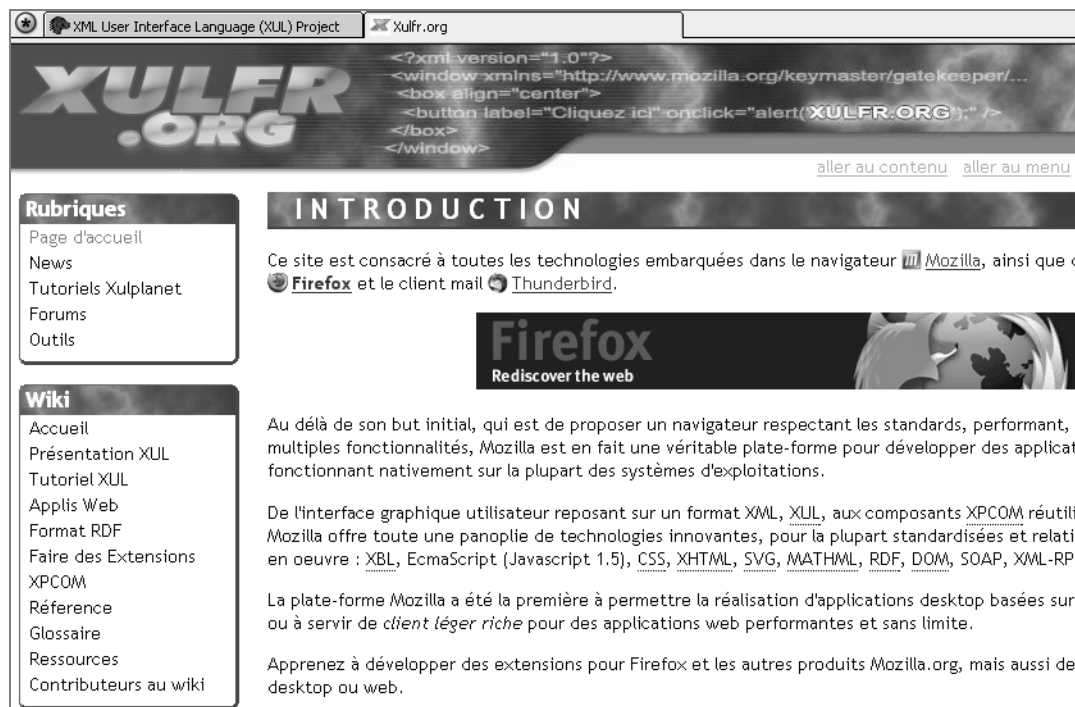 XML User Interface Language (XUL) Project
Xulfr.org
XULFR
.ORG
<?xml version="1.0"?>
<window xmlns="http://www.mozilla.org/keymaster/gatekeeper/...
<box align="center">
<button label="Cliquez ici" onclick="alert('XULFR.ORG');" />
</box>
</window>
aller au contenu aller au menu
Rubriques
Page d'accueil
News
Tutoriels Xulplanet
Forums
Outils
Wiki
Accueil
Présentation XUL
Tutoriel XUL
Applis Web
Format RDF
Faire des Extensions
XPCOM
Réference
Glossaire
Ressources
Contributeurs au wiki
INTRODUCTION
Ce site est consacré à toutes les technologies embarquées dans le navigateur Mozilla, ainsi que
Firefox et le client mail Thunderbird.
Firefox
Rediscover the web
Au délà de son but initial, qui est de proposer un navigateur respectant les standards, performant,
multiples fonctionnalités, Mozilla est en fait une véritable plate-forme pour développer des applicat
fonctionnant nativement sur la plupart des systèmes d'exploitations.
De l'interface graphique utilisateur reposant sur un format XML, XUL, aux composants XPCOM réutili
Mozilla offre toute une panoplie de technologies innovantes, pour la plupart standardisées et relati
en oeuvre : XBL, EcmaScript (Javascript 1.5), CSS, XHTML, SVG, MATHML, RDF, DOM, SOAP, XML-RP
La plate-forme Mozilla a été la première à permettre la réalisation d'applications desktop basées sur
ou à servir de client léger riche pour des applications web performantes et sans limite.
Apprenez à développer des extensions pour Firefox et les autres produits Mozilla.org, mais aussi de
desktop ou web.